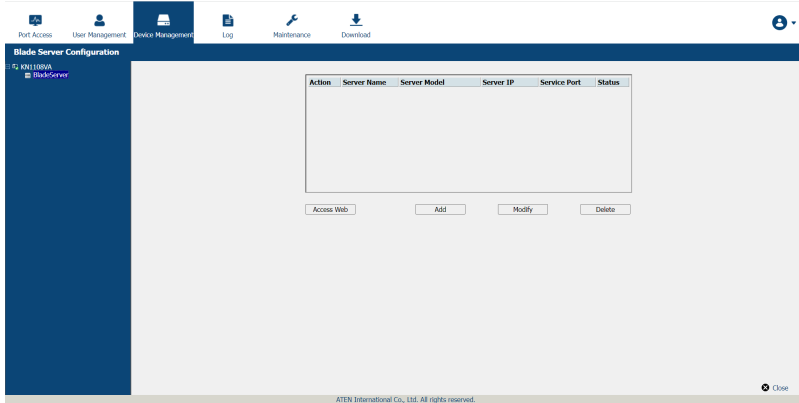 Port Access User Management Device Management Log Maintenance Download
Blade Server Configuration
KN1108VA
BladeServer
Action Server Name Server Model Server IP Service Port Status
Access Web Add Modify Delete
Close
ATEN International Co., Ltd. All rights reserved.